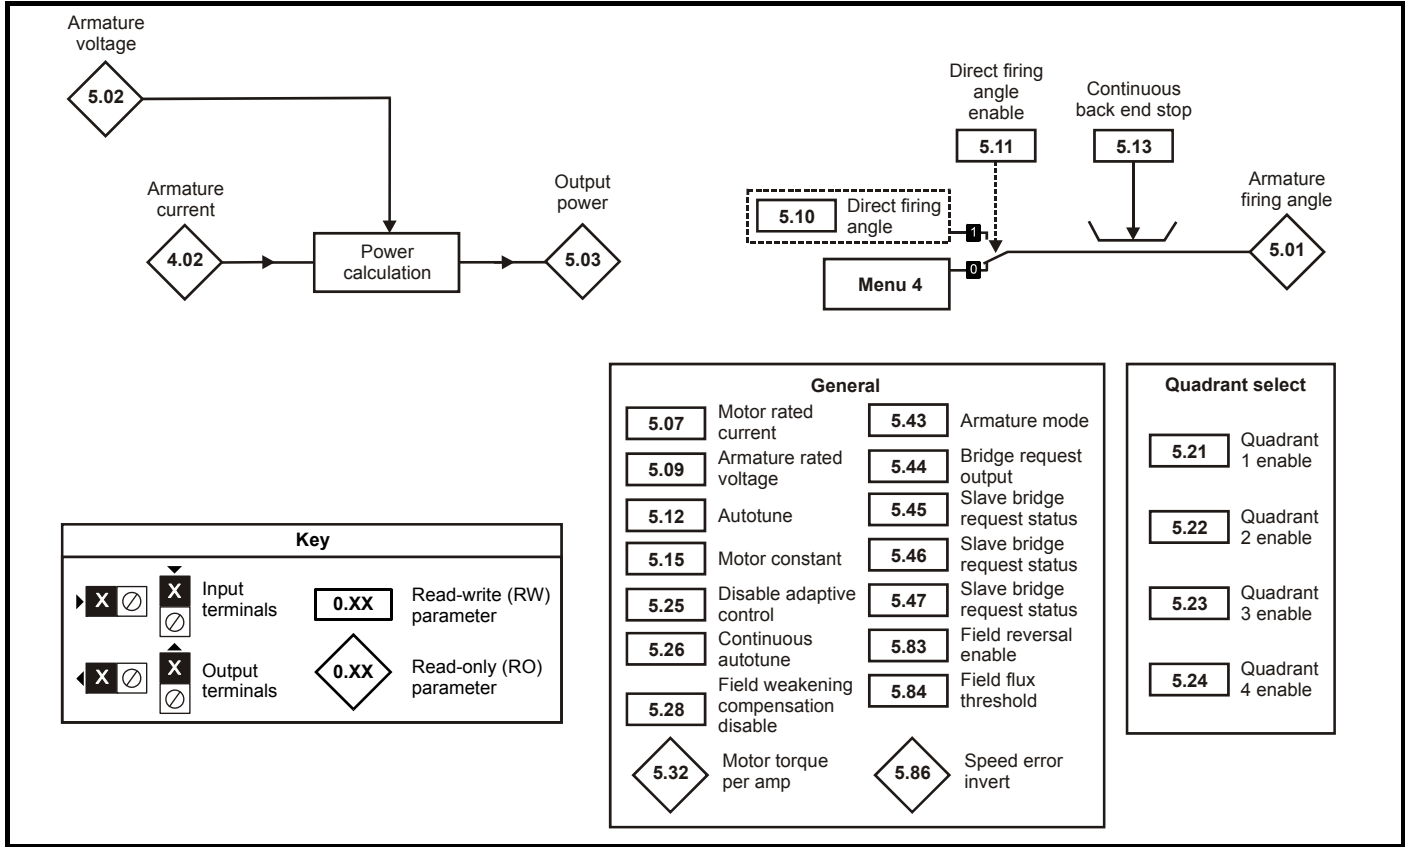 Armature
voltage
5.02
Armature
current
4.02
Power
calculation
Output
power
5.03
Direct firing
angle
enable
5.11
Continuous
back end stop
5.13
5.10
Direct firing
angle
1
Menu 4
0
Armature
firing angle
5.01
Key
X
X
Input
terminals
X
X
Output
terminals
0.XX
Read-write (RW)
parameter
0.XX
Read-only (RO)
parameter
General
5.07
Motor rated
current
5.09
Armature rated
voltage
5.12
Autotune
5.15
Motor constant
5.25
Disable adaptive
control
5.26
Continuous
autotune
5.28
Field weakening
compensation
disable
5.32
Motor torque
per amp
5.43
Armature mode
5.44
Bridge request
output
5.45
Slave bridge
request status
5.46
Slave bridge
request status
5.47
Slave bridge
request status
5.83
Field reversal
enable
5.84
Field flux
threshold
5.86
Speed error
invert
Quadrant select
5.21
Quadrant
1 enable
5.22
Quadrant
2 enable
5.23
Quadrant
3 enable
5.24
Quadrant
4 enable